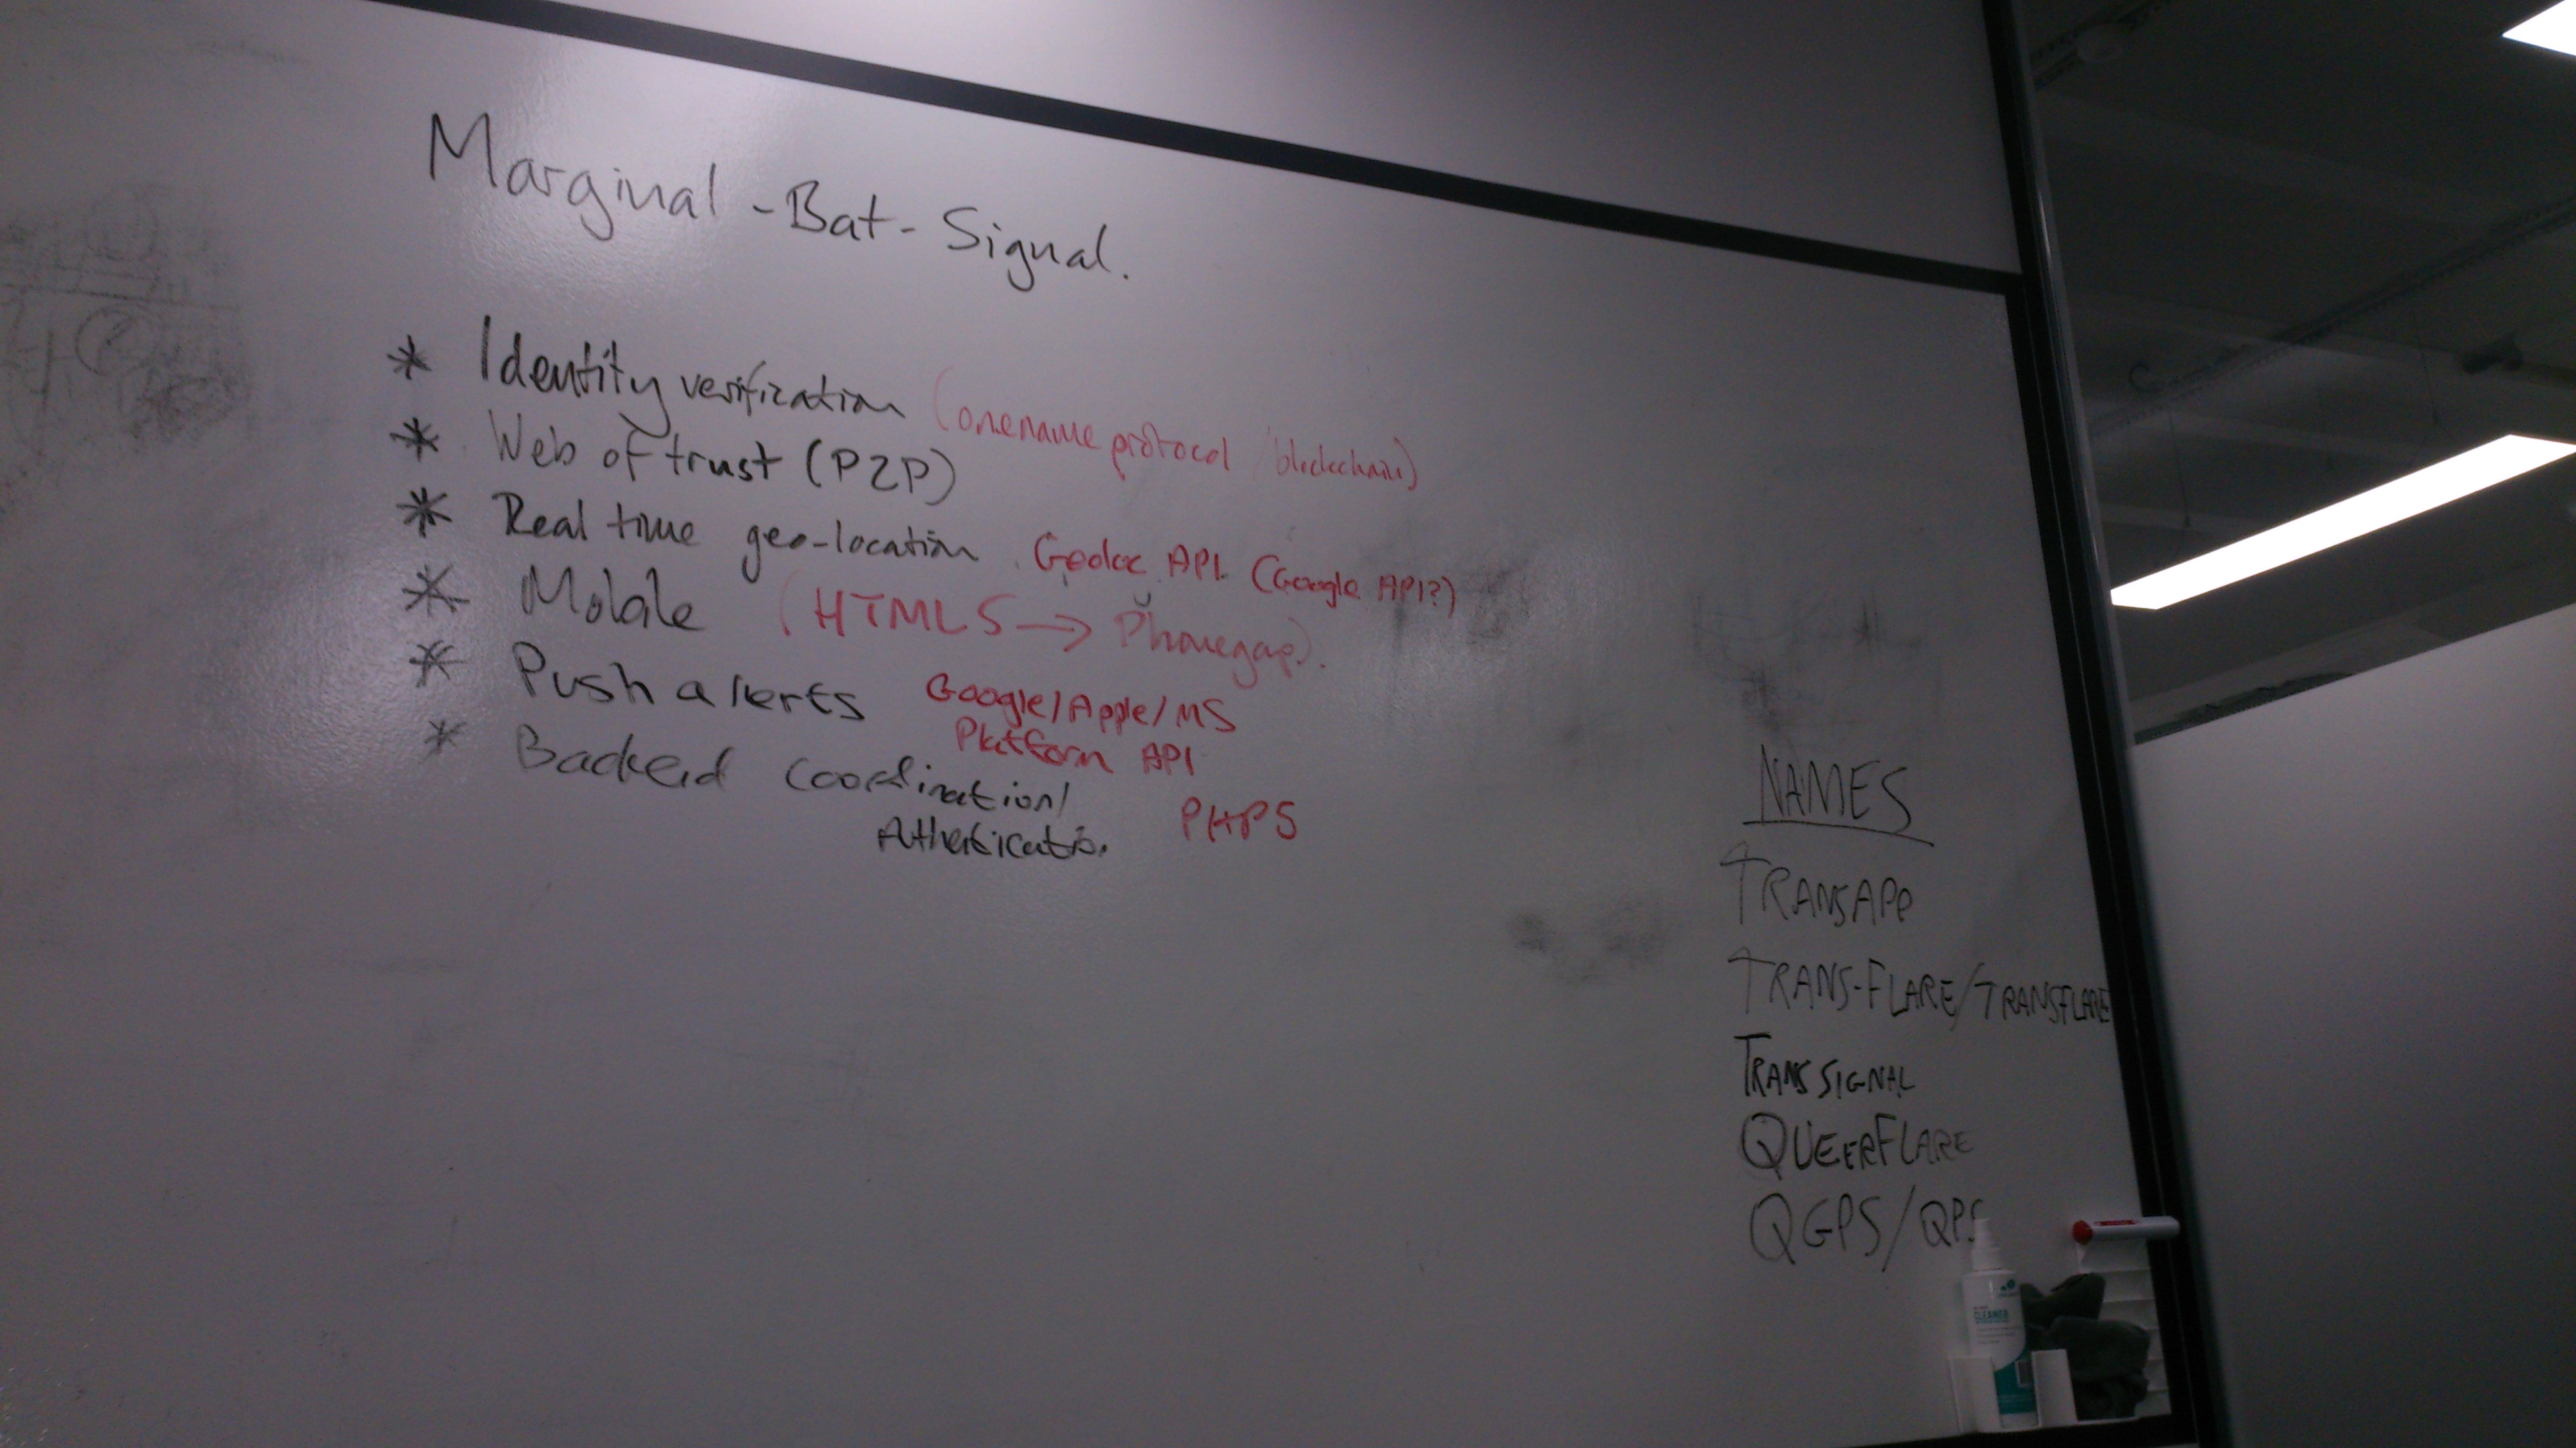 Marginal-Bat-Signal.
* Identity verification (onename protocol / blockchain)
* Web of trust (P2P)
* Real time geo-location Geoloc API (Google API?)
* Mobile (HTML5 → Phonegap).
* Push alerts Google/Apple/MS
Platform API
* Backend Coordination/
Authentication PHP5
NAMES
TRANSAPP
TRANS-FLARE/TRANSFLARE
TRANSSIGNAL
QUEERFLARE
QGPS/QPS
CLEANER